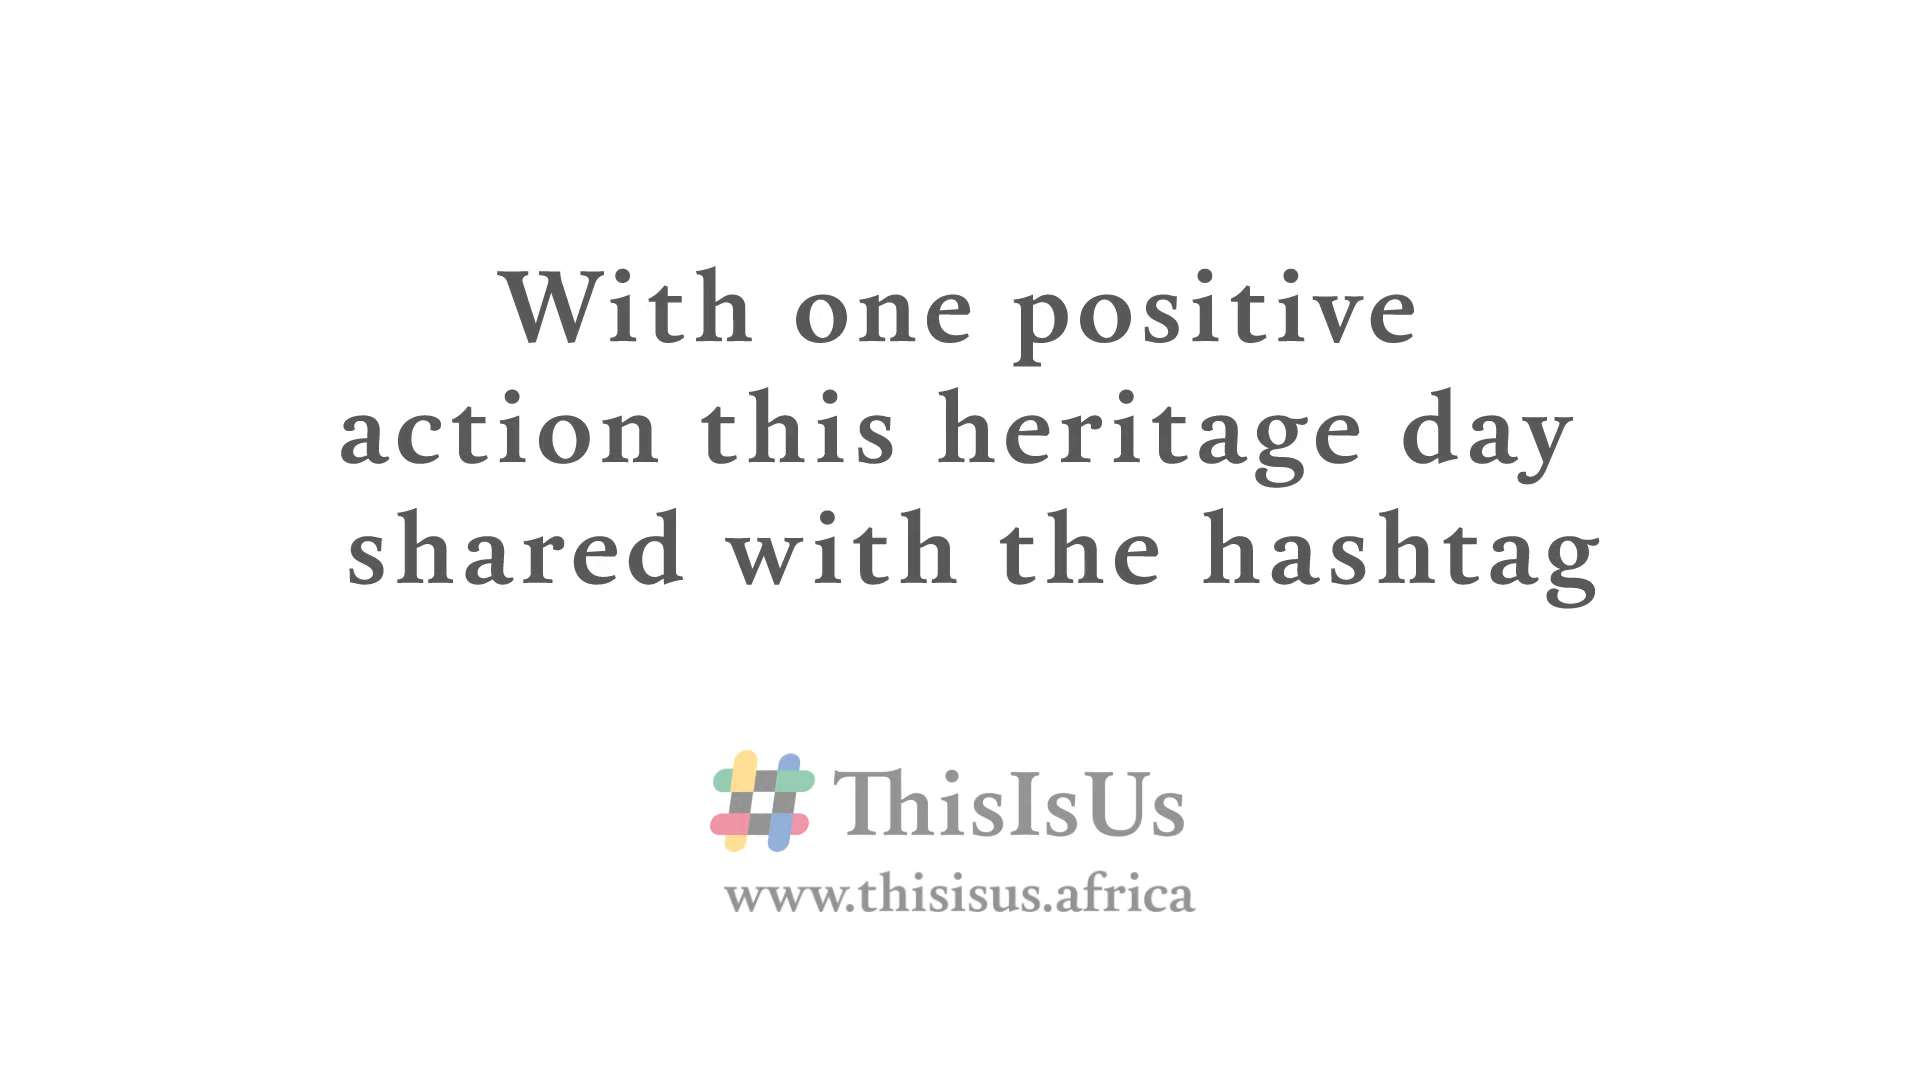 With one positive
action this heritage day
shared with the hashtag
#ThisIsUs
www.thisisus.africa